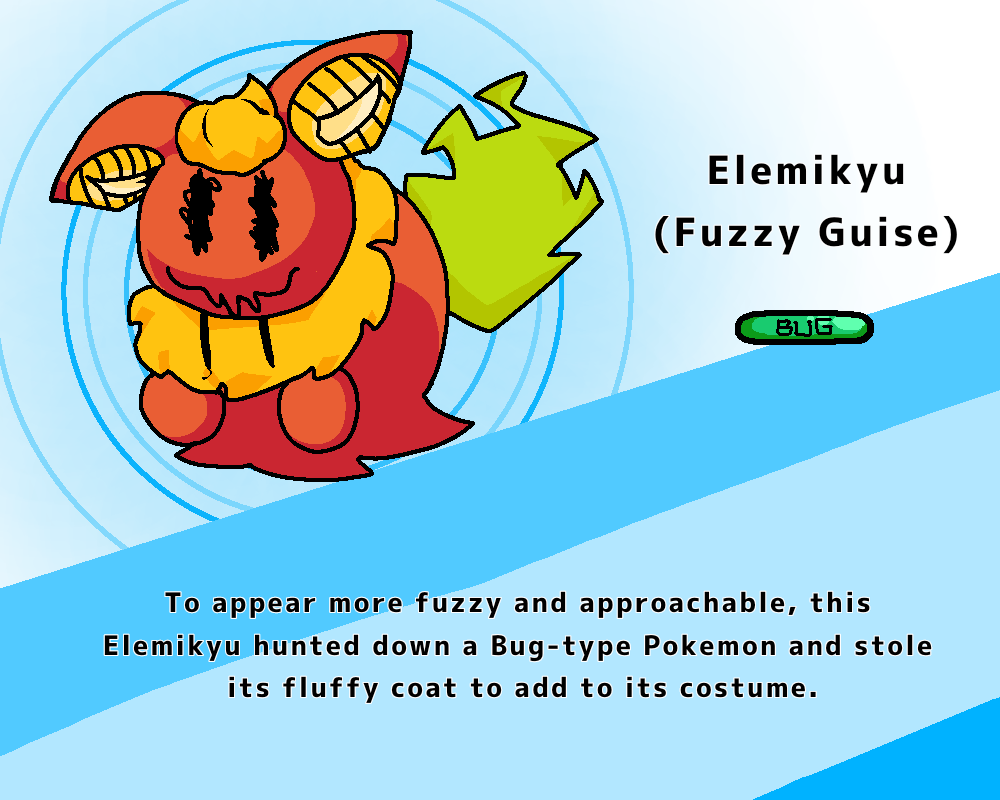 Elemikyu
(Fuzzy Guise)
BUG
To appear more fuzzy and approachable, this
Elemikyu hunted down a Bug-type Pokemon and stole
its fluffy coat to add to its costume.